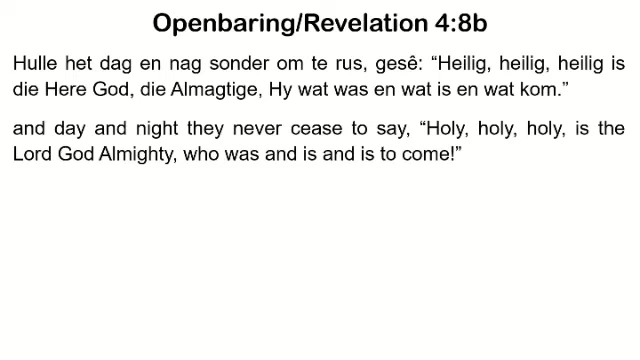 Openbaring/Revelation 4:8b
Hulle het dag en nag sonder om te rus, gesê: “Heilig, heilig, heilig is
die Here God, die Almagtige, Hy wat was en wat is en wat kom.”
and day and night they never cease to say, “Holy, holy, holy, is the
Lord God Almighty, who was and is and is to come!”